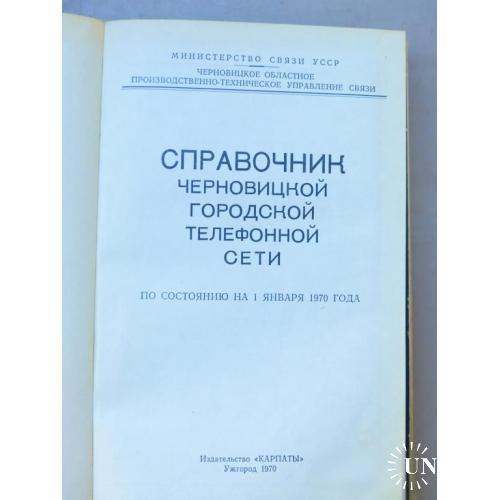 МИНИСТЕРСТВО СВЯЗИ УССР
ЧЕРНОВИЦКОЕ ОБЛАСТНОЕ
ПРОИЗВОДСТВЕННО-ТЕХНИЧЕСКОЕ УПРАВЛЕНИЕ СВЯЗИ
СПРАВОЧНИК
ЧЕРНОВИЦКОЙ
ГОРОДСКОЙ
ТЕЛЕФОННОЙ
СЕТИ
ПО СОСТОЯНИЮ НА 1 ЯНВАРЯ 1970 ГОДА
Издательство «КАРПАТЫ»
Ужгород 1970
UN